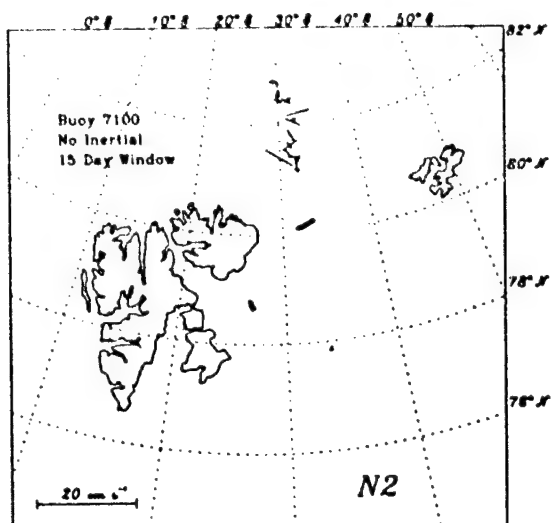 0°E 10°E 20°E 30°E 40°E 50°E
82°N
Buoy 7100
No Inertial
15 Day Window
80°N
78°N
76°N
20 cm s⁻¹
N2